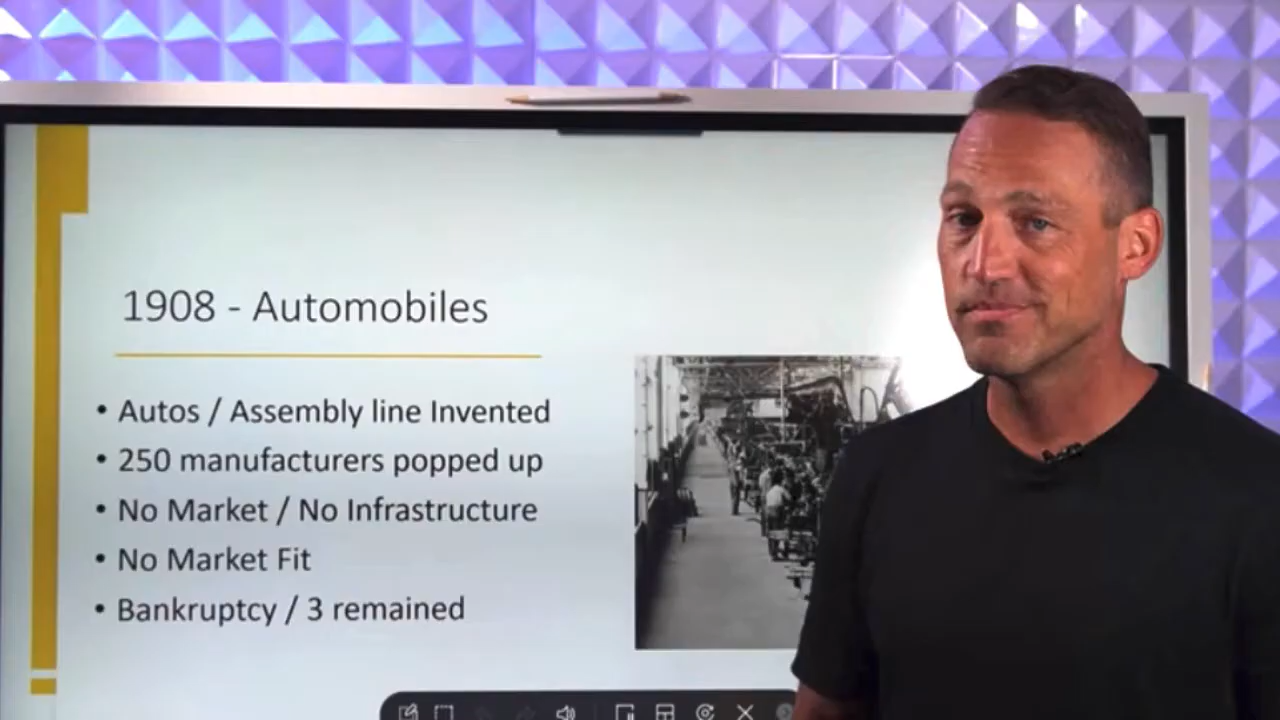 1908 - Automobiles
• Autos / Assembly line Invented
• 250 manufacturers popped up
• No Market / No Infrastructure
• No Market Fit
• Bankruptcy / 3 remained